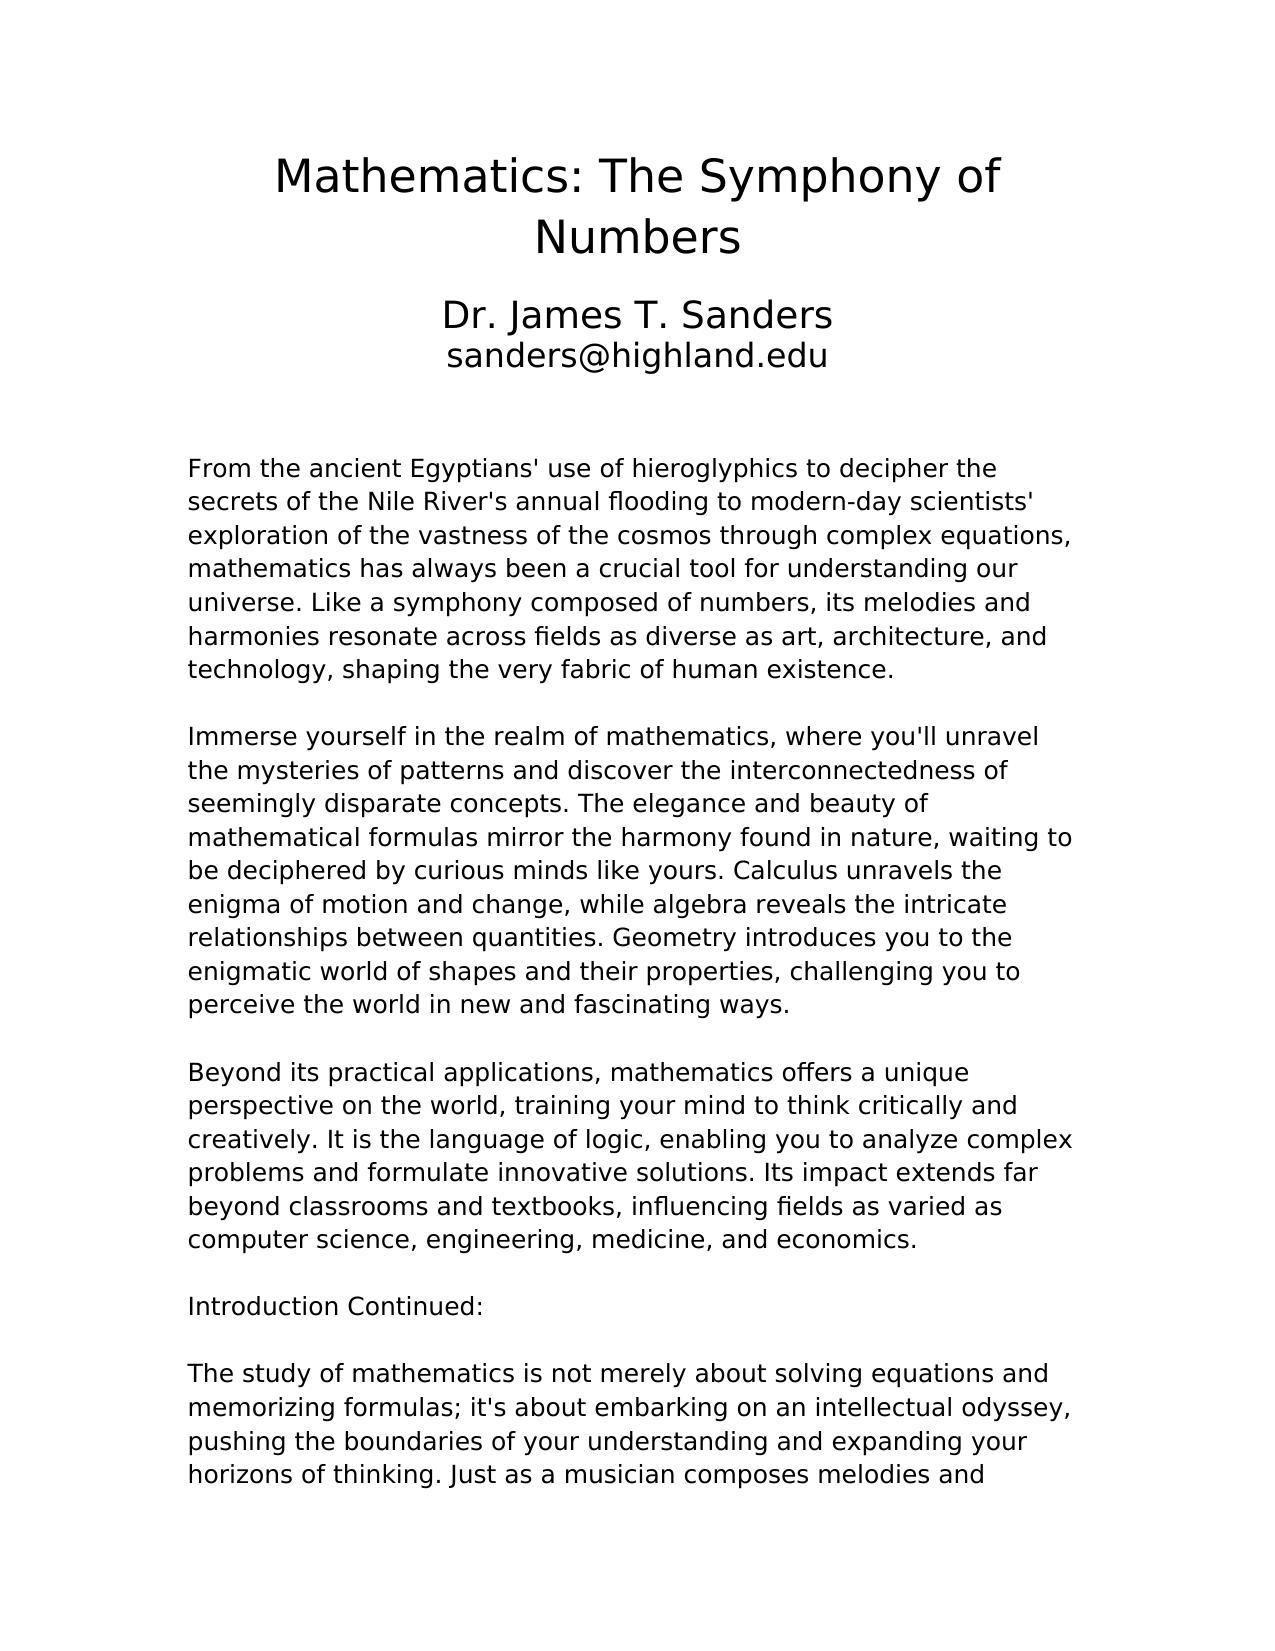 Mathematics: The Symphony of
Numbers
Dr. James T. Sanders
sanders@highland.edu
From the ancient Egyptians' use of hieroglyphics to decipher the
secrets of the Nile River's annual flooding to modern-day scientists'
exploration of the vastness of the cosmos through complex equations,
mathematics has always been a crucial tool for understanding our
universe. Like a symphony composed of numbers, its melodies and
harmonies resonate across fields as diverse as art, architecture, and
technology, shaping the very fabric of human existence.
Immerse yourself in the realm of mathematics, where you'll unravel
the mysteries of patterns and discover the interconnectedness of
seemingly disparate concepts. The elegance and beauty of
mathematical formulas mirror the harmony found in nature, waiting to
be deciphered by curious minds like yours. Calculus unravels the
enigma of motion and change, while algebra reveals the intricate
relationships between quantities. Geometry introduces you to the
enigmatic world of shapes and their properties, challenging you to
perceive the world in new and fascinating ways.
Beyond its practical applications, mathematics offers a unique
perspective on the world, training your mind to think critically and
creatively. It is the language of logic, enabling you to analyze complex
problems and formulate innovative solutions. Its impact extends far
beyond classrooms and textbooks, influencing fields as varied as
computer science, engineering, medicine, and economics.
Introduction Continued:
The study of mathematics is not merely about solving equations and
memorizing formulas; it's about embarking on an intellectual odyssey,
pushing the boundaries of your understanding and expanding your
horizons of thinking. Just as a musician composes melodies and